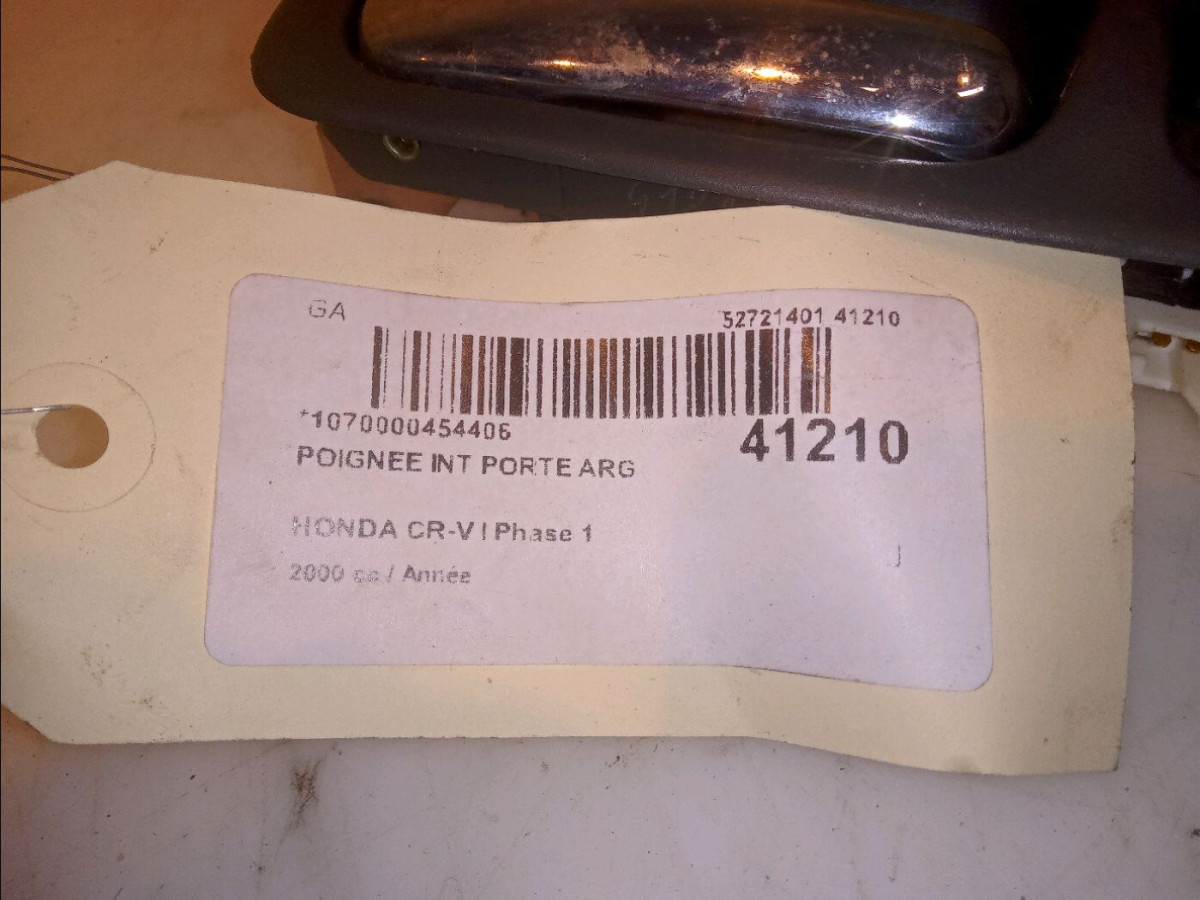 GA
52721401 41210
*1070000454406
41210
POIGNEE INT PORTE ARG
HONDA CR-V I Phase 1
2000 cc / Année
J